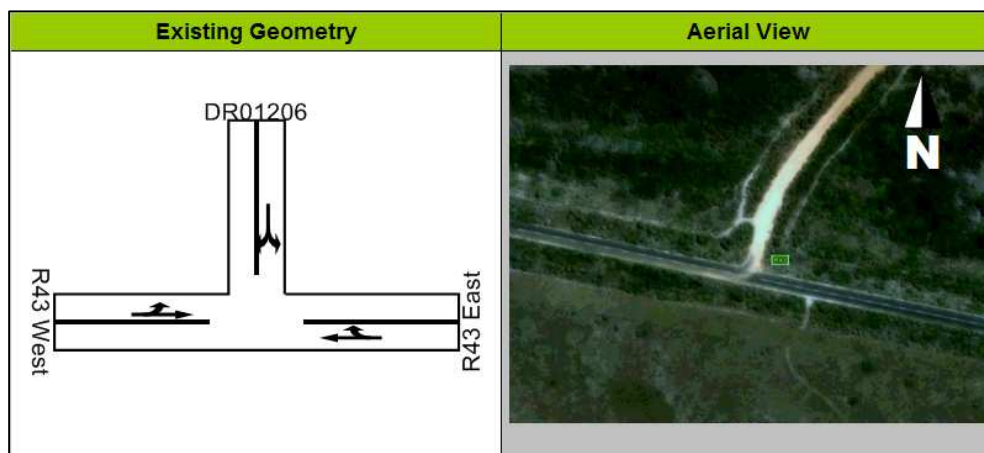 Existing Geometry
Aerial View
DR01206
R43 West
R43 East
N